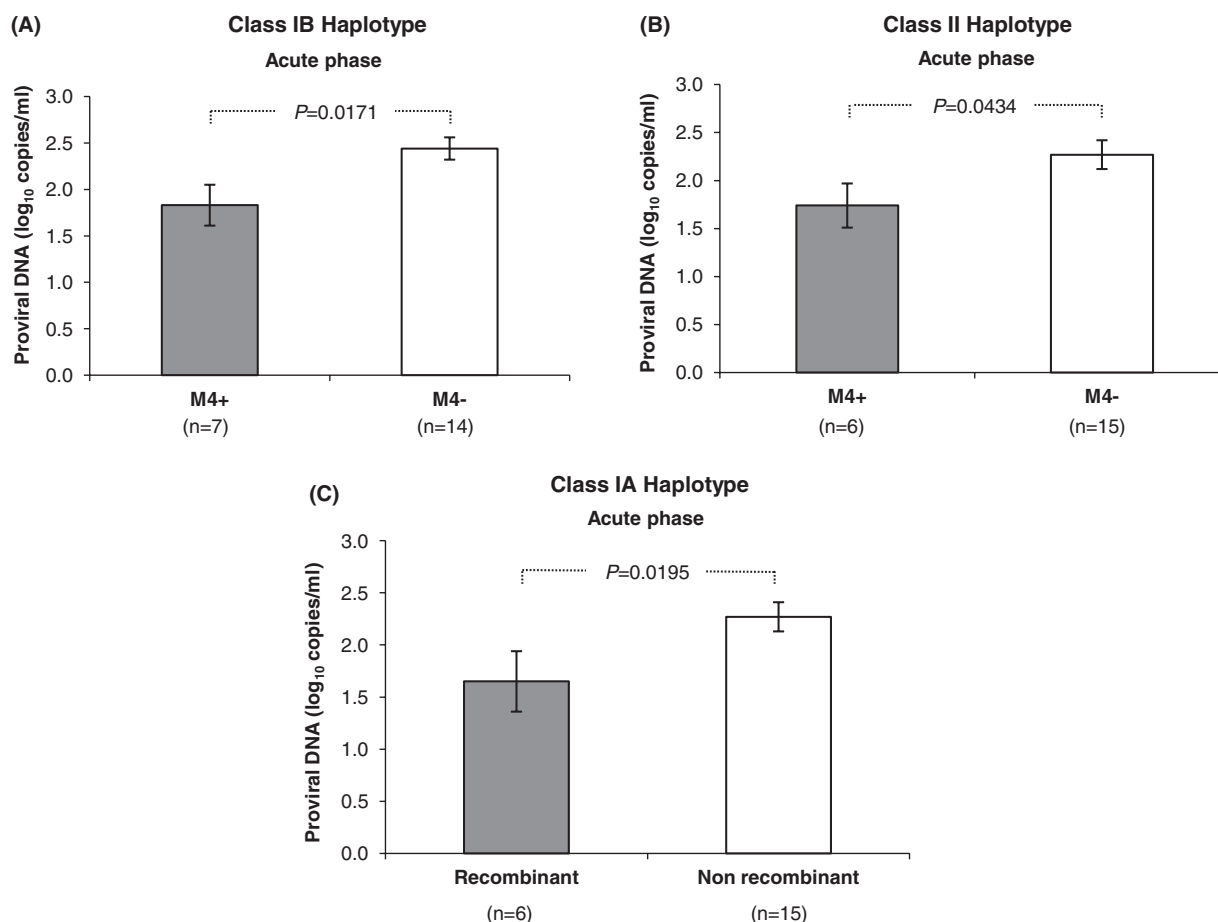 (A)
Class IB Haplotype
Acute phase
Proviral DNA (log10 copies/ml)
3.0
2.5
2.0
1.5
1.0
0.5
0.0
P=0.0171
M4+
M4-
(n=7)
(n=14)
(B)
Class II Haplotype
Acute phase
Proviral DNA (log10 copies/ml)
3.0
2.5
2.0
1.5
1.0
0.5
0.0
P=0.0434
M4+
M4-
(n=6)
(n=15)
(C)
Class IA Haplotype
Acute phase
Proviral DNA (log10 copies/ml)
3.0
2.5
2.0
1.5
1.0
0.5
0.0
P=0.0195
Recombinant
Non recombinant
(n=6)
(n=15)